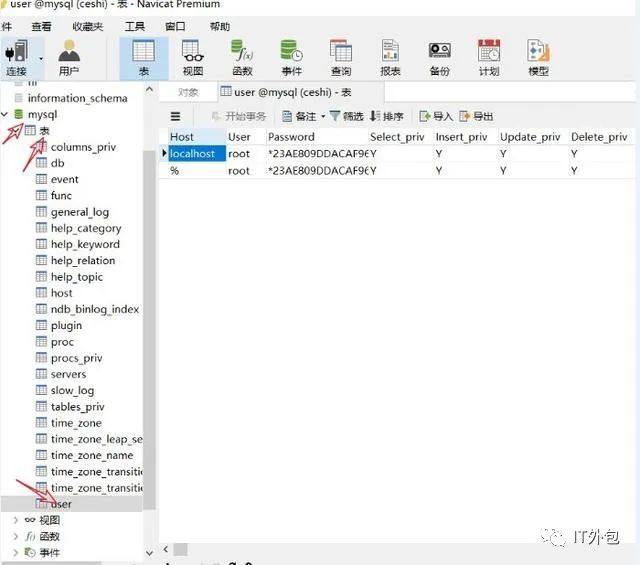 user @mysql (ceshi) - 表 - Navicat Premium
件 查看 收藏夹 工具 窗口 帮助
连接 用户 表 视图 函数 事件 查询 报表 备份 计划 模型
information_schema
对象 user @mysql (ceshi) - 表
mysql
开始事务 备注 筛选 排序 导入 导出
表
Host User Password Select_priv Insert_priv Update_priv Delete_priv
columns_priv
localhost root *23AE809DDACAF96 Y Y Y Y
db
% root *23AE809DDACAF96 Y Y Y Y
event
func
general_log
help_category
help_keyword
help_relation
help_topic
host
ndb_binlog_index
plugin
proc
procs_priv
servers
slow_log
tables_priv
time_zone
time_zone_leap_se
time_zone_name
time_zone_transitio
time_zone_transitio
user
视图
函数
事件
IT外包